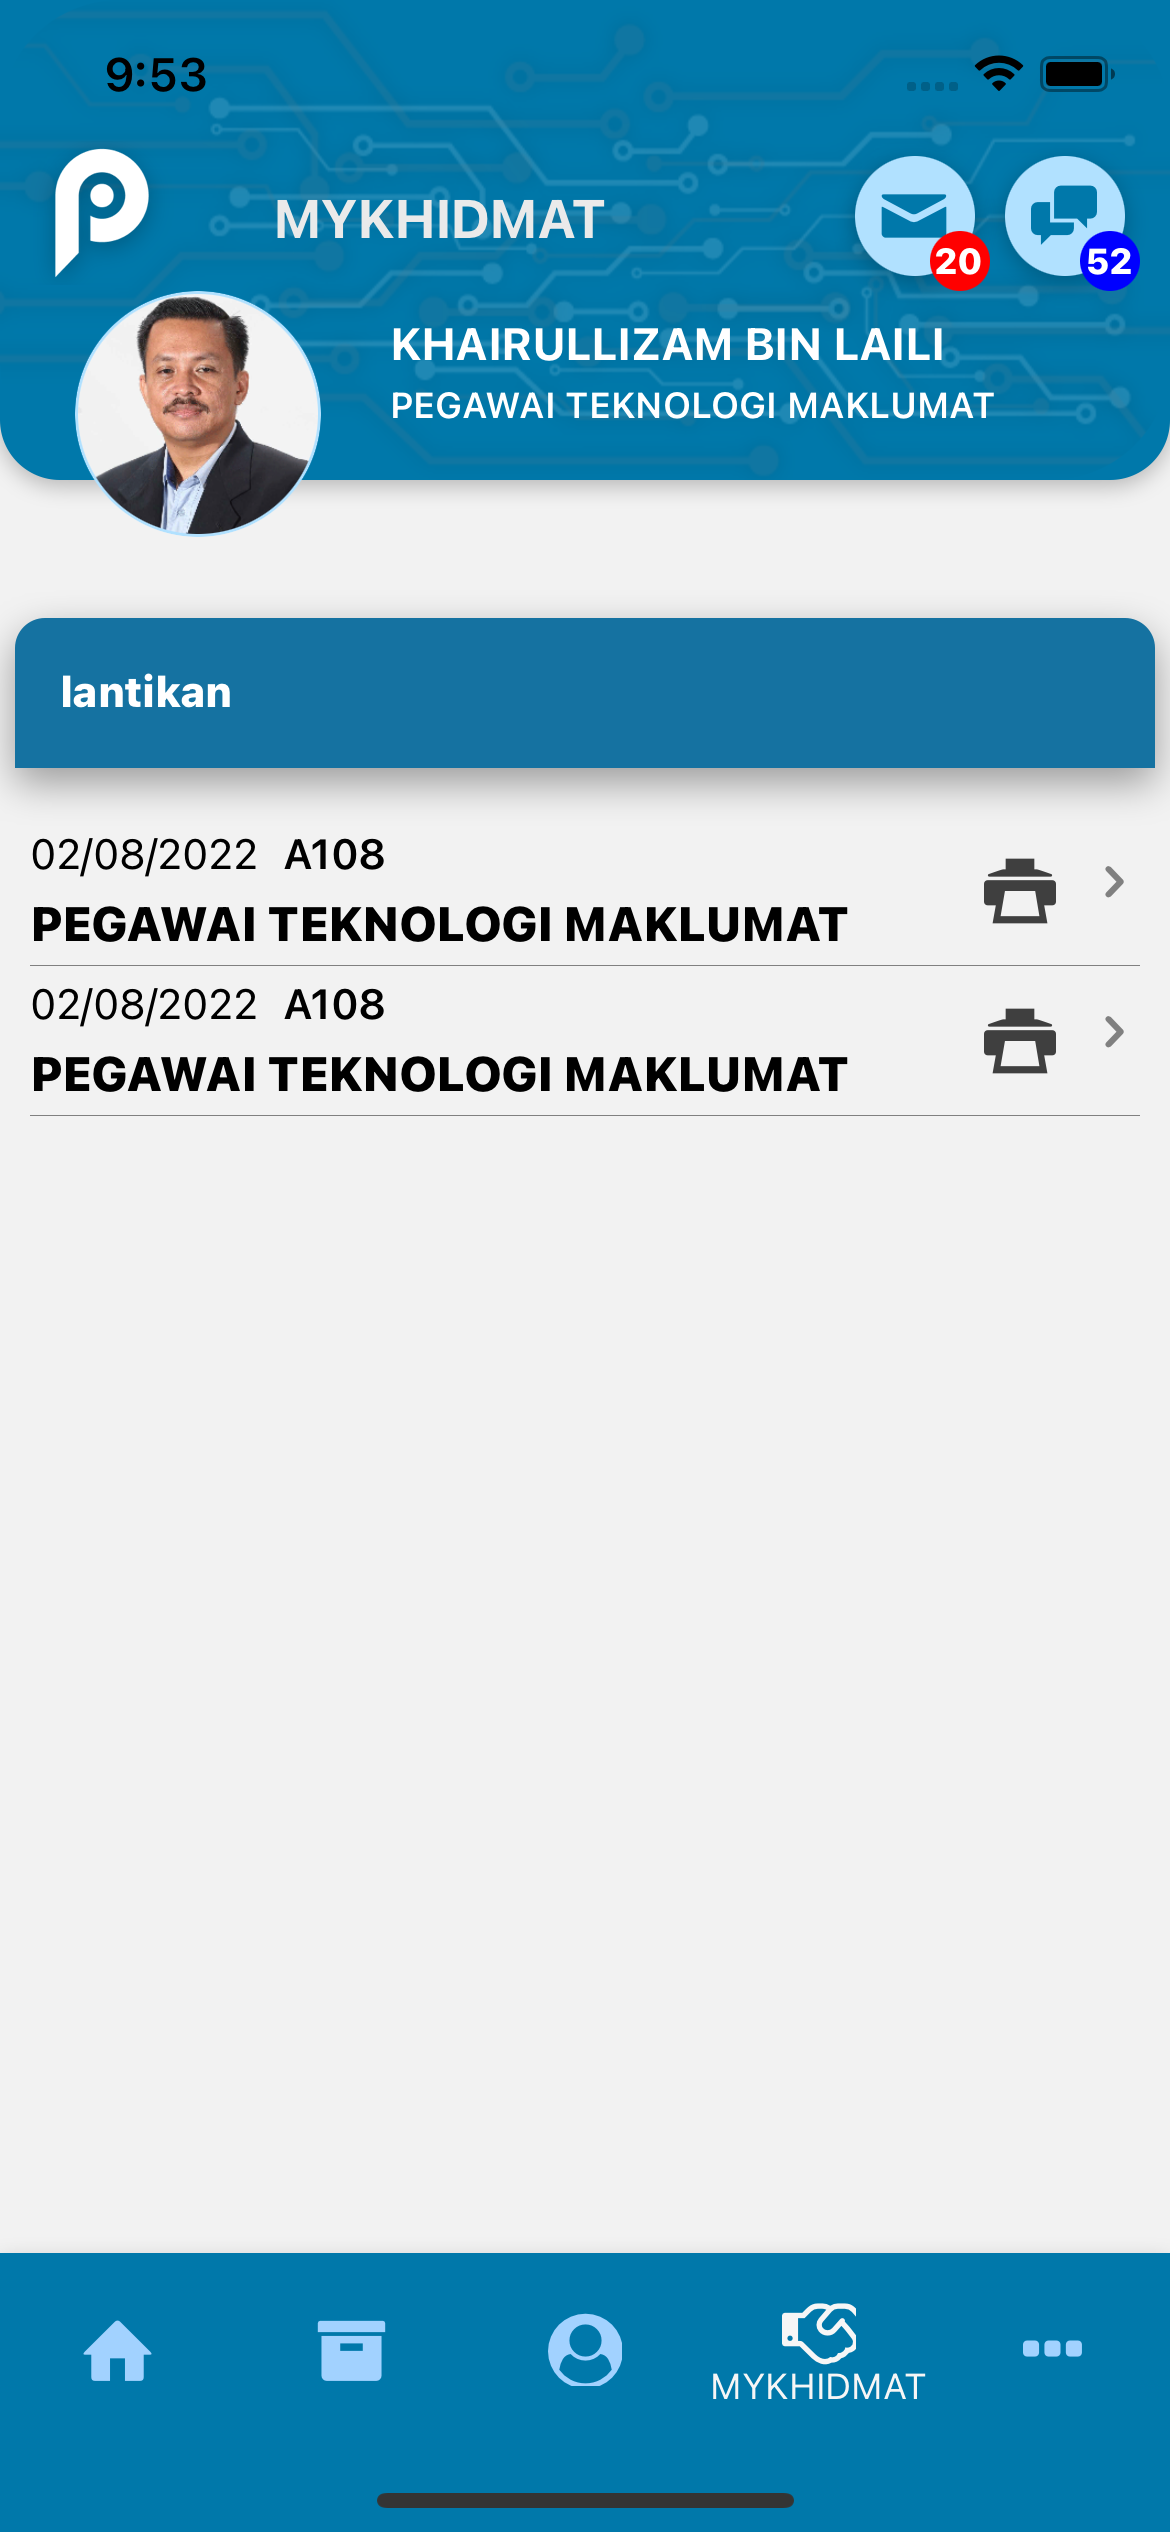 9:53
MYKHIDMAT
20
52
KHAIRULLIZAM BIN LAILI
PEGAWAI TEKNOLOGI MAKLUMAT
lantikan
02/08/2022 A108
PEGAWAI TEKNOLOGI MAKLUMAT
02/08/2022 A108
PEGAWAI TEKNOLOGI MAKLUMAT
MYKHIDMAT